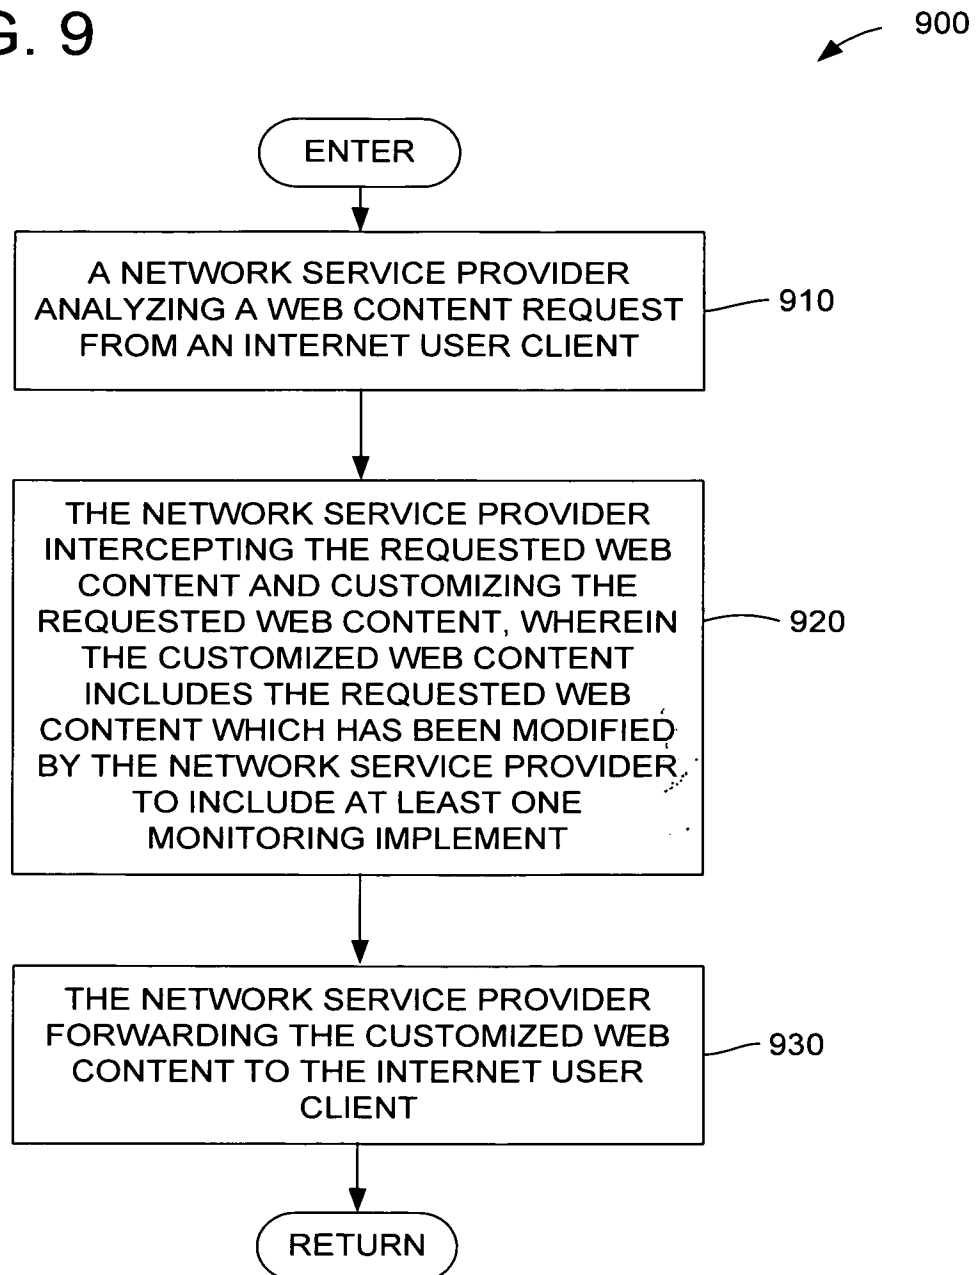 G. 9
900
ENTER
A NETWORK SERVICE PROVIDER
ANALYZING A WEB CONTENT REQUEST
FROM AN INTERNET USER CLIENT
910
THE NETWORK SERVICE PROVIDER
INTERCEPTING THE REQUESTED WEB
CONTENT AND CUSTOMIZING THE
REQUESTED WEB CONTENT, WHEREIN
THE CUSTOMIZED WEB CONTENT
INCLUDES THE REQUESTED WEB
CONTENT WHICH HAS BEEN MODIFIED
BY THE NETWORK SERVICE PROVIDER
TO INCLUDE AT LEAST ONE
MONITORING IMPLEMENT
920
THE NETWORK SERVICE PROVIDER
FORWARDING THE CUSTOMIZED WEB
CONTENT TO THE INTERNET USER
CLIENT
930
RETURN